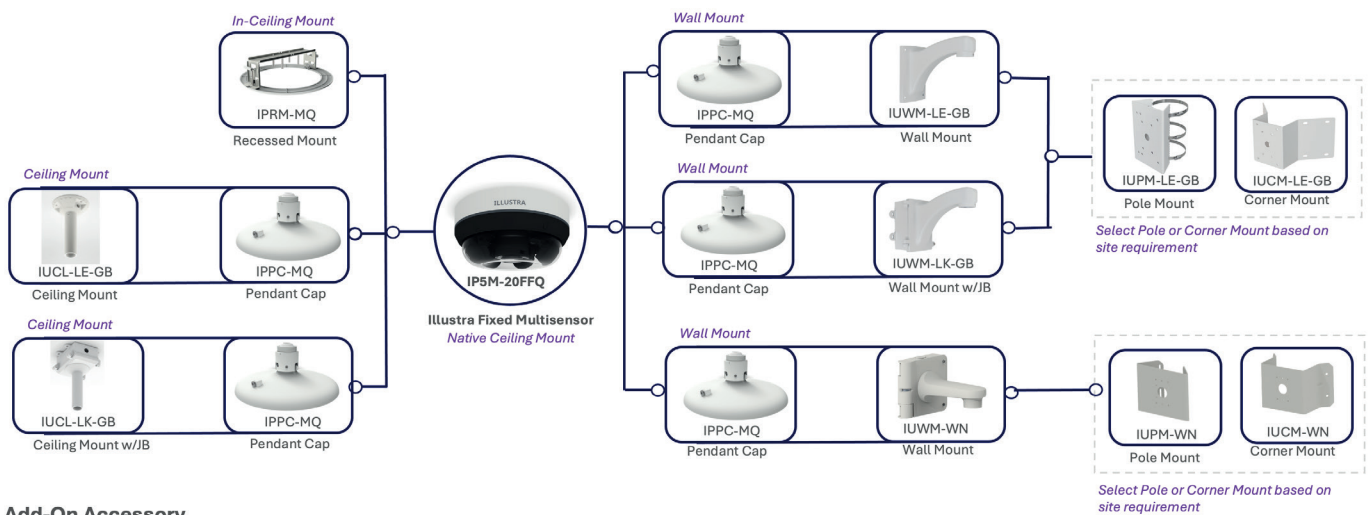 In-Ceiling Mount
IPRM-MQ
Recessed Mount
Ceiling Mount
IUCL-LE-GB
Ceiling Mount
IPPC-MQ
Pendant Cap
Ceiling Mount
IUCL-LK-GB
Ceiling Mount w/JB
IPPC-MQ
Pendant Cap
ILLUSTRA
IP5M-20FFQ
Illustra Fixed Multisensor
Native Ceiling Mount
Wall Mount
IPPC-MQ
Pendant Cap
IUWM-LE-GB
Wall Mount
Wall Mount
IPPC-MQ
Pendant Cap
IUWM-LK-GB
Wall Mount w/JB
Wall Mount
IPPC-MQ
Pendant Cap
IUWM-WN
Wall Mount
IUPM-LE-GB
Pole Mount
IUCM-LE-GB
Corner Mount
Select Pole or Corner Mount based on
site requirement
IUPM-WN
Pole Mount
IUCM-WN
Corner Mount
Select Pole or Corner Mount based on
site requirement
Add-On Accessory